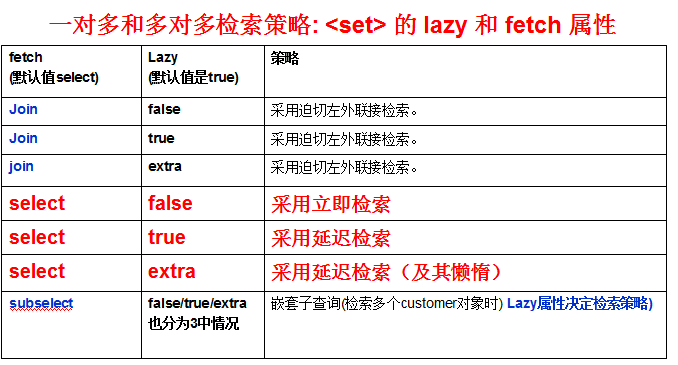 一对多和多对多检索策略: <set> 的 lazy 和 fetch 属性
fetch Lazy 策略
(默认值select) (默认值是true)
Join false 采用迫切左外联接检索。
Join true 采用迫切左外联接检索。
join extra 采用迫切左外联接检索。
select false 采用立即检索
select true 采用延迟检索
select extra 采用延迟检索（及其懒惰）
subselect false/true/extra 嵌套子查询(检索多个customer对象时) Lazy属性决定检索策略)
也分为3中情况